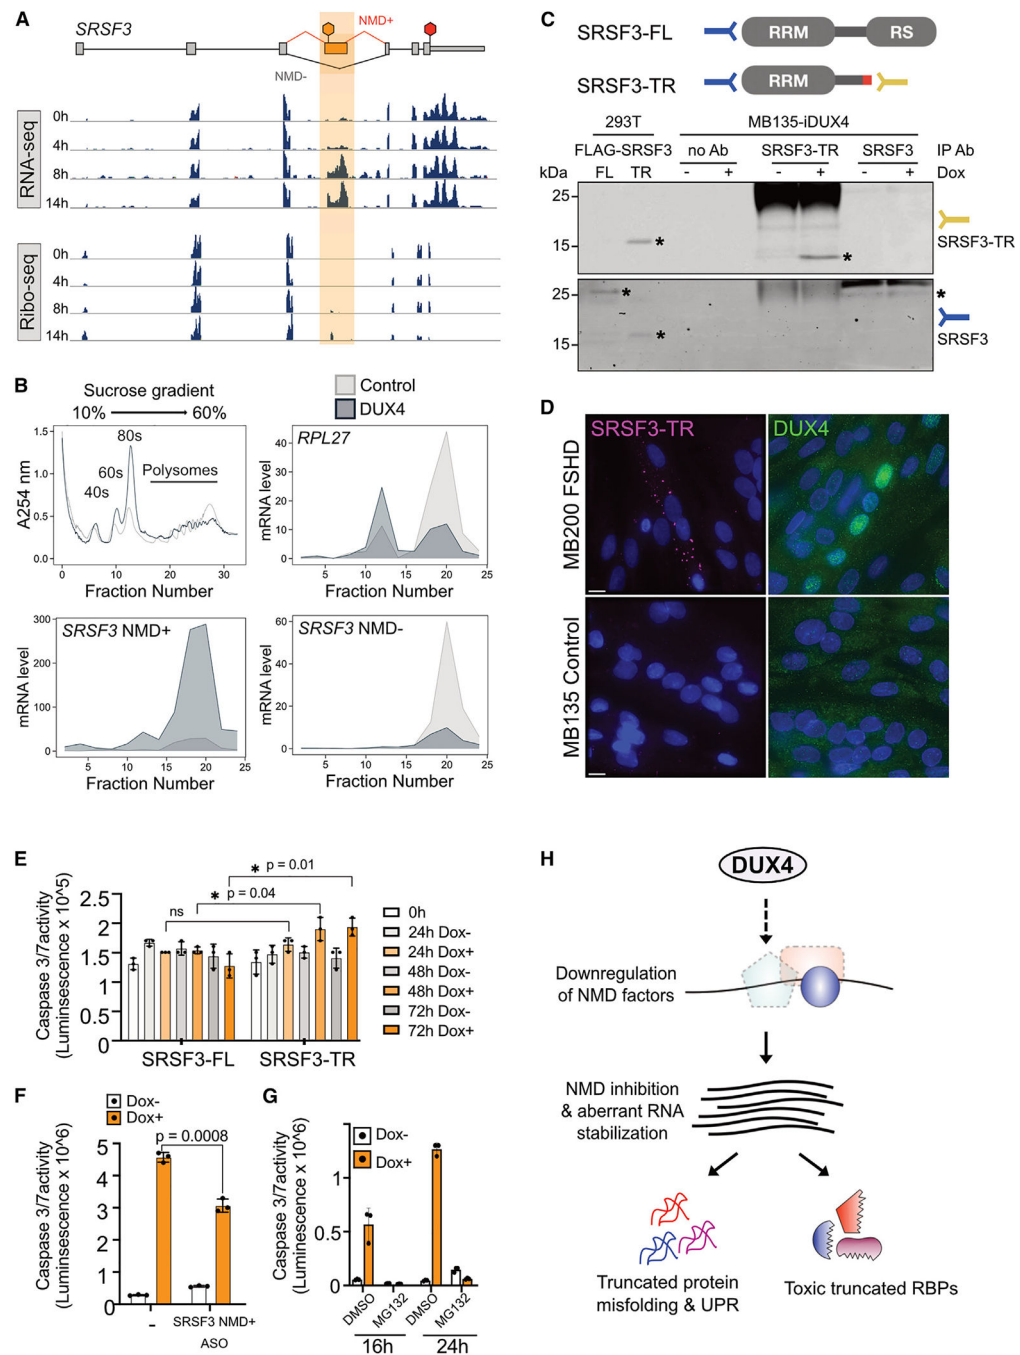 A
SRSF3
NMD+
NMD-
RNA-seq
0h
4h
8h
14h
Ribo-seq
0h
4h
8h
14h
B
Sucrose gradient
10% 60%
Control
DUX4
1.5
1.0
0.5
0.0
A254 nm
80s
60s
40s
Polysomes
0 10 20 30
Fraction Number
RPL27
mRNA level
40
30
20
10
0
5 10 15 20 25
Fraction Number
SRSF3 NMD+
mRNA level
300
200
100
0
5 10 15 20 25
Fraction Number
SRSF3 NMD-
mRNA level
60
40
20
0
5 10 15 20 25
Fraction Number
C
SRSF3-FL
RRM RS
SRSF3-TR
RRM
293T MB135-iDUX4
FLAG-SRSF3 no Ab SRSF3-TR SRSF3 IP Ab
kDa FL TR - + - + - + Dox
25
15
* *
SRSF3-TR
25
15
* * *
SRSF3
D
SRSF3-TR DUX4
MB200 FSHD
MB135 Control
E
Caspase 3/7activity
(Luminsesescence x 10^5)
2.5
2
1.5
1
0.5
0
* p = 0.01
* p = 0.04
ns
SRSF3-FL SRSF3-TR
0h
24h Dox-
24h Dox+
48h Dox-
48h Dox+
72h Dox-
72h Dox+
F
Dox-
Dox+
p = 0.0008
Caspase 3/7activity
(Luminescence x 10^6)
5
4
3
2
1
0
- SRSF3 NMD+
ASO
G
Dox-
Dox+
Caspase 3/7activity
(Luminescence x 10^6)
1
0.5
0
DMSO MG132 DMSO MG132
16h 24h
H
DUX4
Downregulation
of NMD factors
NMD inhibition
& aberrant RNA
stabilization
Truncated protein
misfolding & UPR
Toxic truncated RBPs